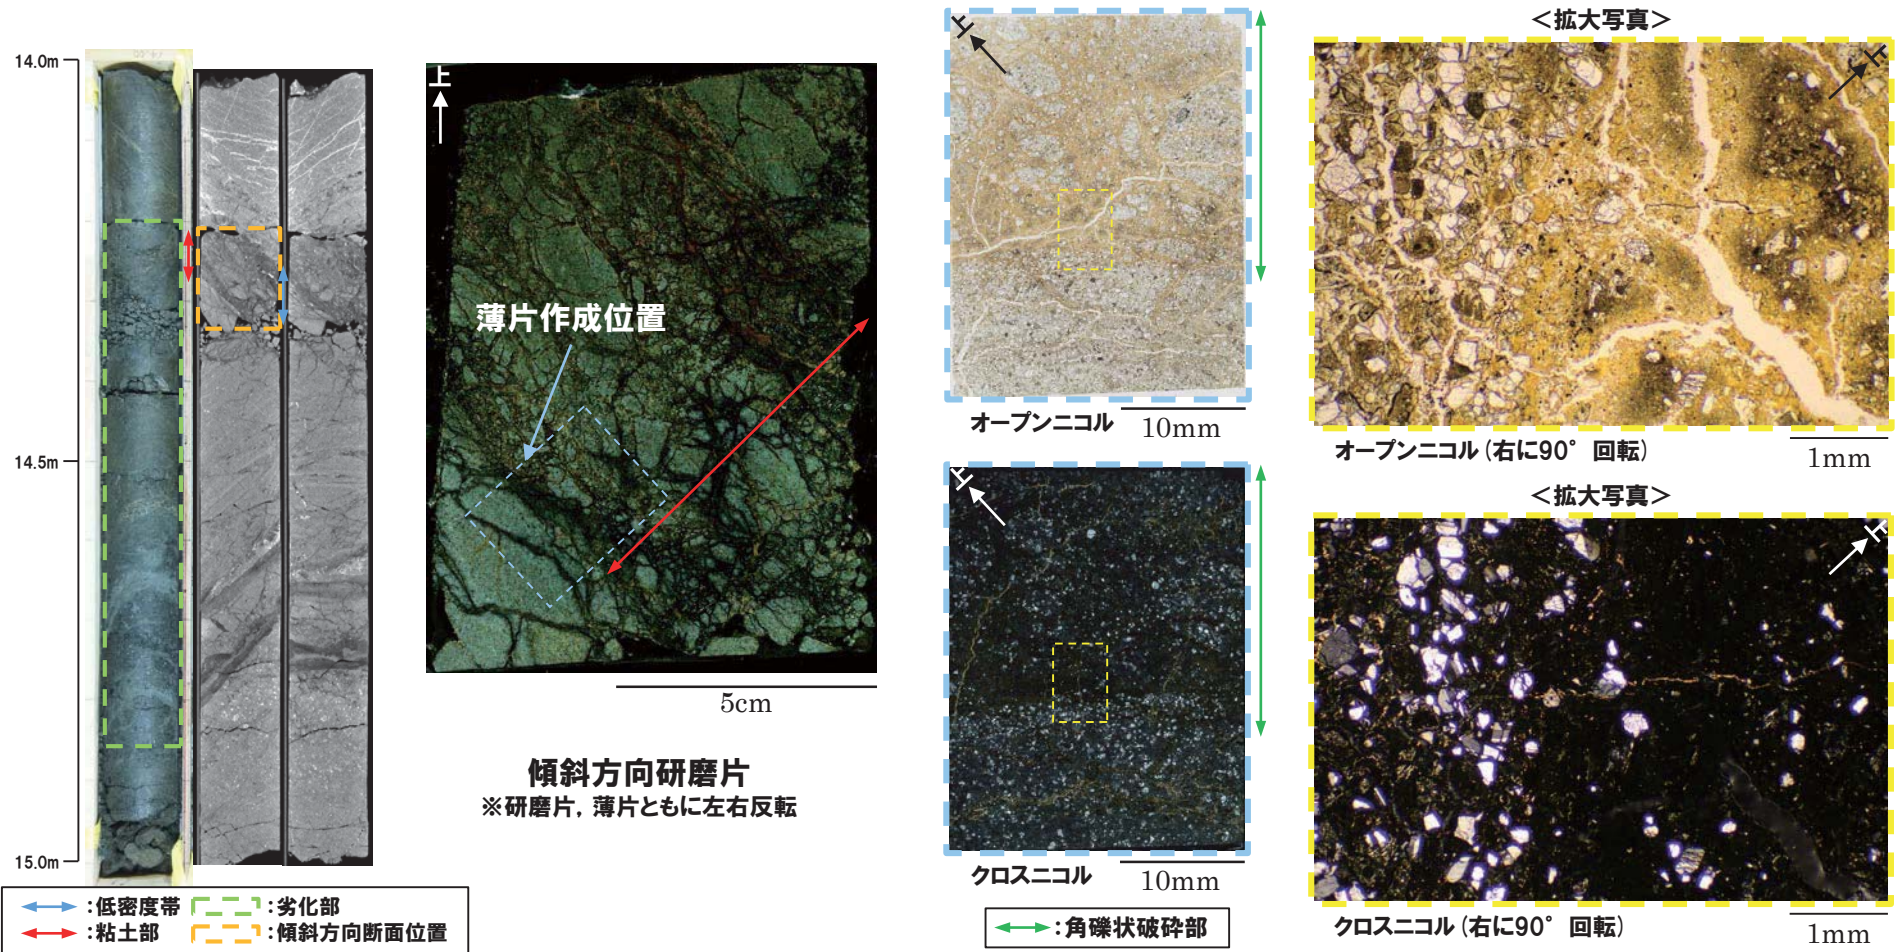 14.0m
14.5m
15.0m
上
薄片作成位置
5cm
傾斜方向研磨片
※研磨片，薄片ともに左右反転
:低密度帯
:劣化部
:粘土部
:傾斜方向断面位置
上
オープンニコル
10mm
上
クロスニコル
10mm
:角礫状破砕部
＜拡大写真＞
上
オープンニコル (右に90° 回転)
1mm
＜拡大写真＞
上
クロスニコル (右に90° 回転)
1mm